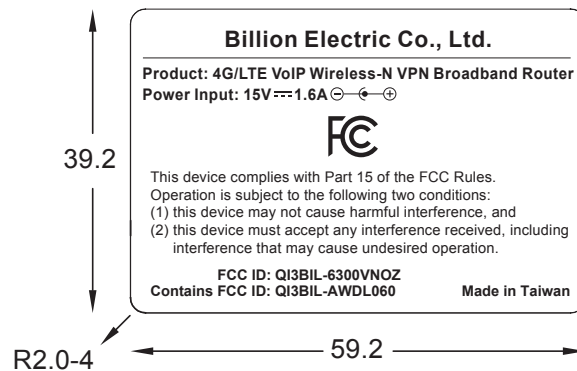 Billion Electric Co., Ltd.
Product: 4G/LTE VoIP Wireless-N VPN Broadband Router
Power Input: 15V⎓1.6A ⊖-⊙-⊕
FC
39.2
This device complies with Part 15 of the FCC Rules.
Operation is subject to the following two conditions:
(1) this device may not cause harmful interference, and
(2) this device must accept any interference received, including
interference that may cause undesired operation.
FCC ID: QI3BIL-6300VNOZ
Contains FCC ID: QI3BIL-AWDL060 Made in Taiwan
R2.0-4
59.2